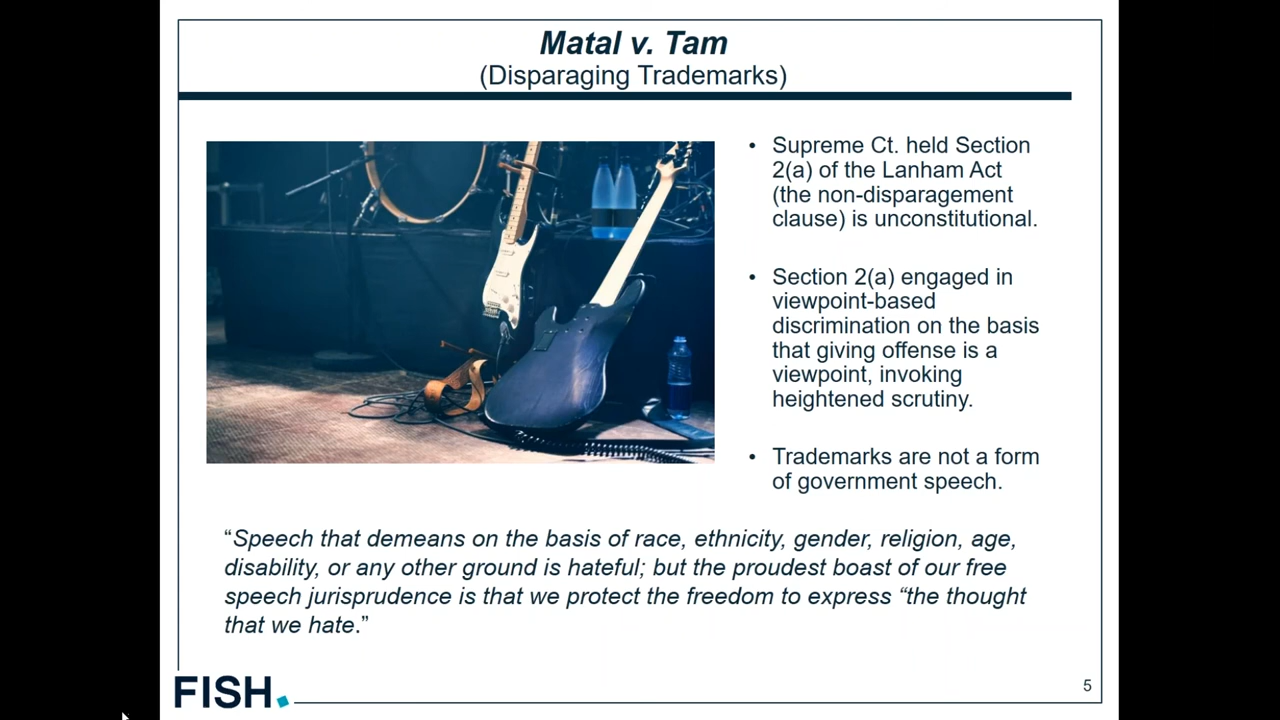 Matal v. Tam
(Disparaging Trademarks)
• Supreme Ct. held Section
2(a) of the Lanham Act
(the non-disparagement
clause) is unconstitutional.
• Section 2(a) engaged in
viewpoint-based
discrimination on the basis
that giving offense is a
viewpoint, invoking
heightened scrutiny.
• Trademarks are not a form
of government speech.
“Speech that demeans on the basis of race, ethnicity, gender, religion, age,
disability, or any other ground is hateful; but the proudest boast of our free
speech jurisprudence is that we protect the freedom to express “the thought
that we hate.”
FISH.
5